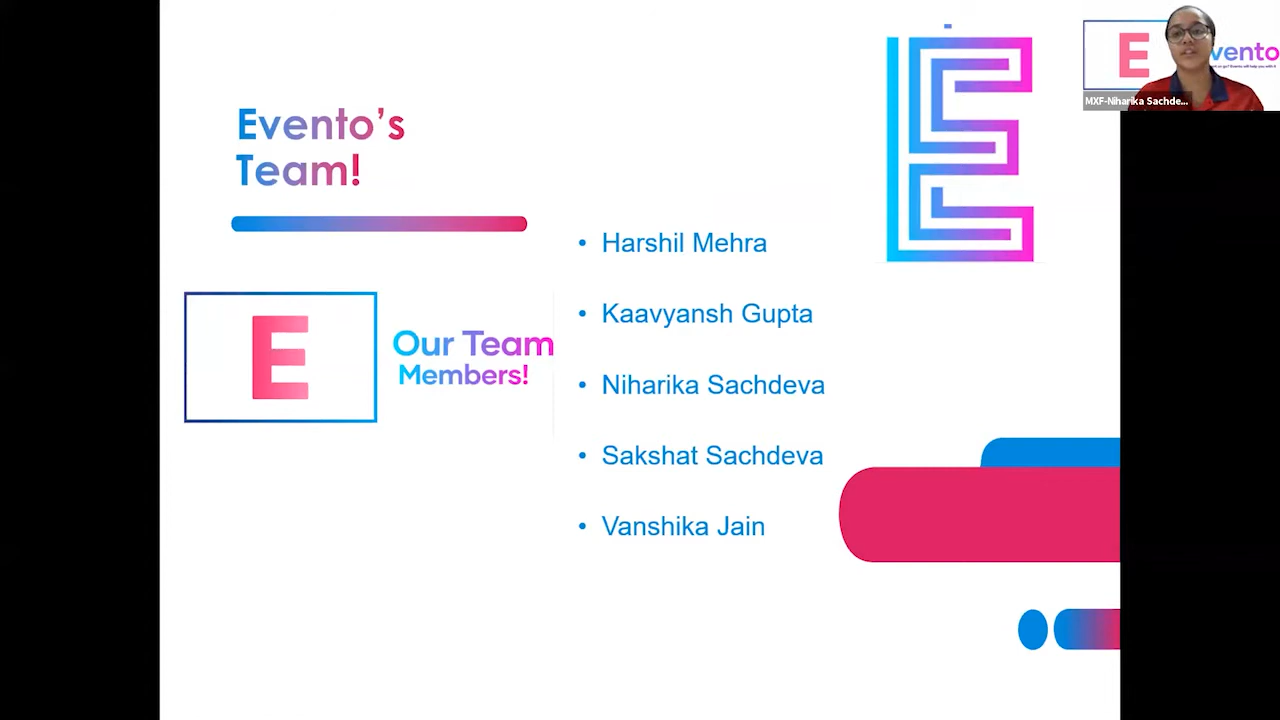 Evento's
Team!
E
E
Our Team
Members!
• Harshil Mehra
• Kaavyansh Gupta
• Niharika Sachdeva
• Sakshat Sachdeva
• Vanshika Jain
E
vento
MXF-Niharika Sachde...